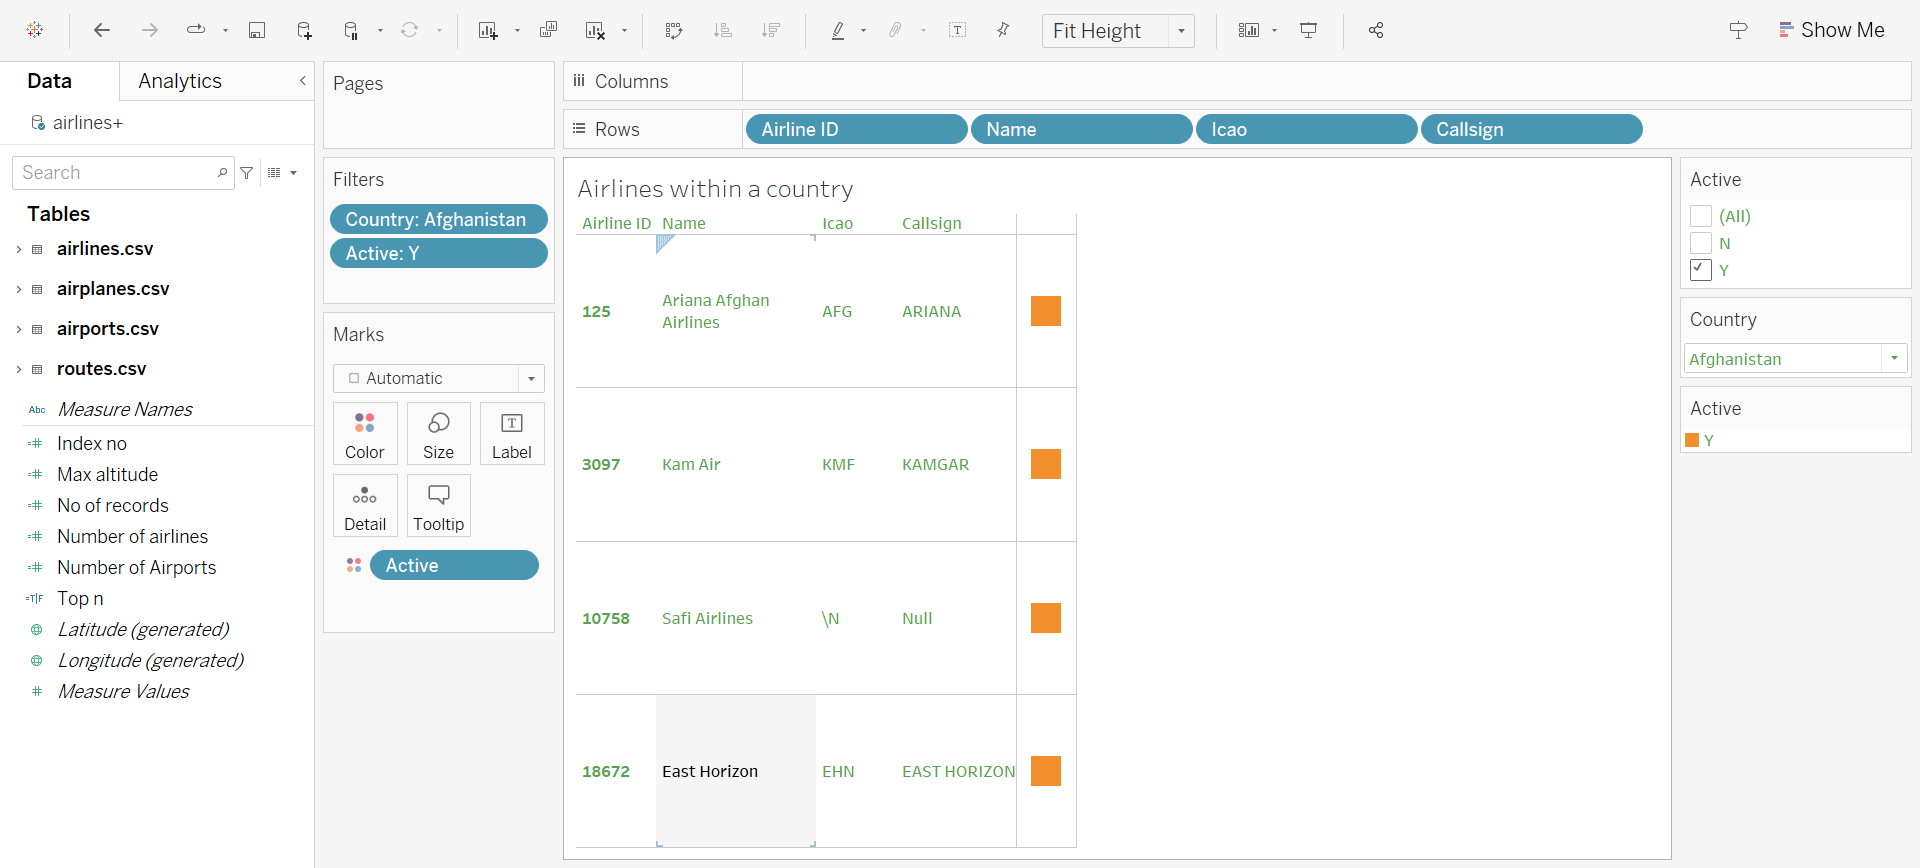 Fit Height
Show Me
Data
Analytics
airlines+
Search
Tables
airlines.csv
airplanes.csv
airports.csv
routes.csv
Abc Measure Names
Index no
Max altitude
No of records
Number of airlines
Number of Airports
=T|F Top n
Latitude (generated)
Longitude (generated)
Measure Values
Pages
Filters
Country: Afghanistan
Active: Y
Marks
Automatic
Color Size Label
Detail Tooltip
Active
Columns
Rows Airline ID Name Icao Callsign
Airlines within a country
Airline ID Name Icao Callsign
125 Ariana Afghan AFG ARIANA
Airlines
3097 Kam Air KMF KAMGAR
10758 Safi Airlines \N Null
18672 East Horizon EHN EAST HORIZON
Active
(All)
N
Y
Country
Afghanistan
Active
Y